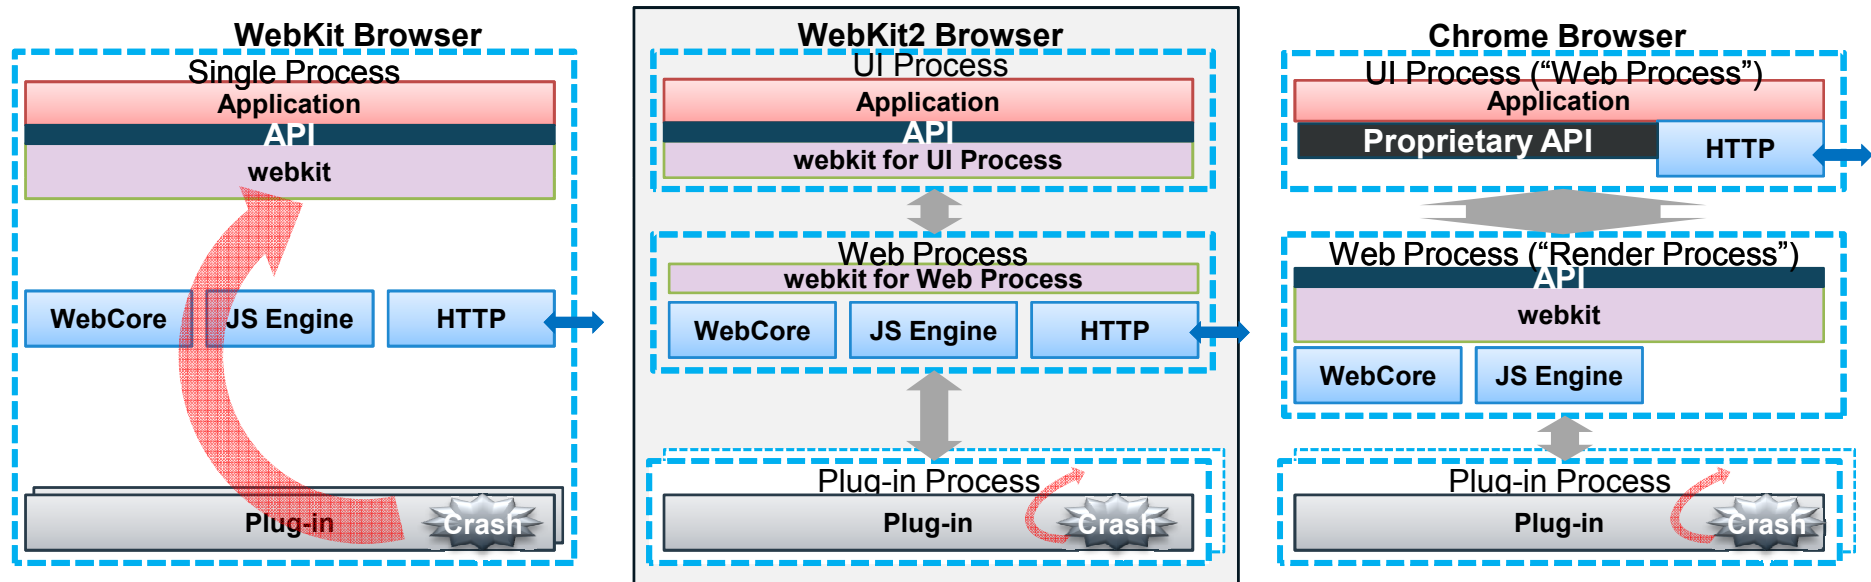 WebKit Browser
Single Process
Application
API
webkit
WebCore
JS Engine
HTTP
Plug-in
Crash
WebKit2 Browser
UI Process
Application
API
webkit for UI Process
Web Process
webkit for Web Process
WebCore
JS Engine
HTTP
Plug-in Process
Plug-in
Crash
Chrome Browser
UI Process (“Web Process”)
Application
Proprietary API
HTTP
Web Process (“Render Process”)
API
webkit
WebCore
JS Engine
Plug-in Process
Plug-in
Crash